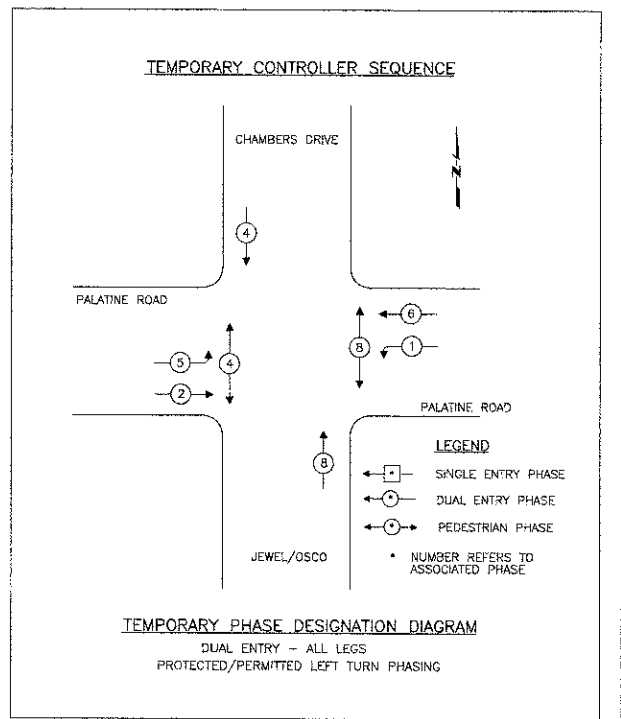 TEMPORARY CONTROLLER SEQUENCE
CHAMBERS DRIVE
N
4
PALATINE ROAD
6
5
4
8
1
2
PALATINE ROAD
8
LEGEND
* SINGLE ENTRY PHASE
* DUAL ENTRY PHASE
* PEDESTRIAN PHASE
JEWEL/OSCO
* NUMBER REFERS TO
ASSOCIATED PHASE
TEMPORARY PHASE DESIGNATION DIAGRAM
DUAL ENTRY - ALL LEGS
PROTECTED/PERMITTED LEFT TURN PHASING